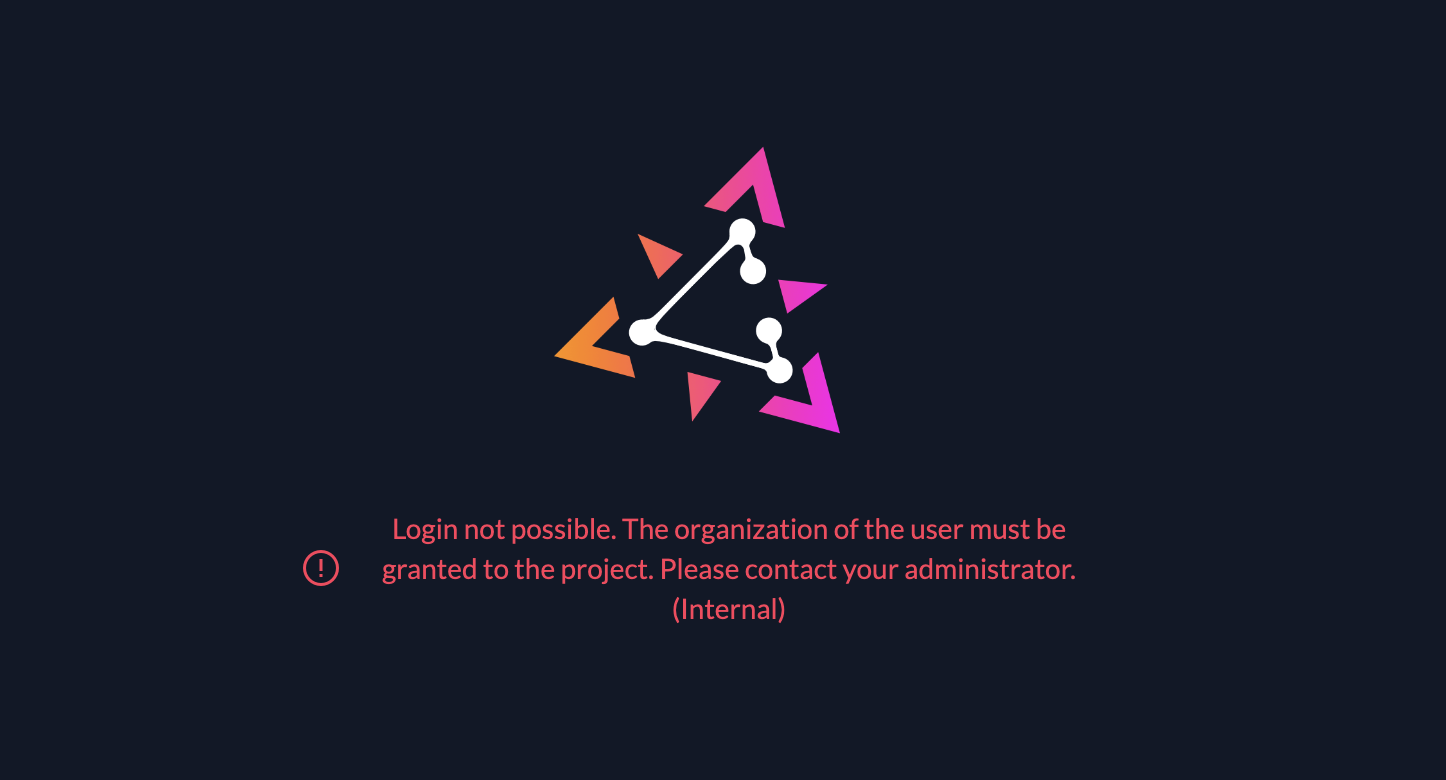 Login not possible. The organization of the user must be
granted to the project. Please contact your administrator.
(Internal)